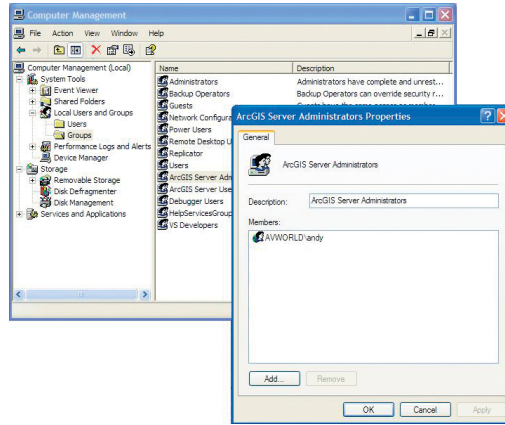 Computer Management
File Action View Window Help
Computer Management (Local)
System Tools
Event Viewer
Shared Folders
Local Users and Groups
Users
Groups
Performance Logs and Alerts
Device Manager
Storage
Removable Storage
Disk Defragmenter
Disk Management
Services and Applications
Name Description
Administrators Administrators have complete and unrest...
Backup Operators Backup Operators can override security r...
Guests
Network Configura
Power Users
Remote Desktop U
Replicator
Users
ArcGIS Server Adm
ArcGIS Server Use
Debugger Users
HelpServicesGroup
VS Developers
ArcGIS Server Administrators Properties
General
ArcGIS Server Administrators
Description: ArcGIS Server Administrators
Members:
AVWORLD\andy
Add... Remove
OK Cancel Apply